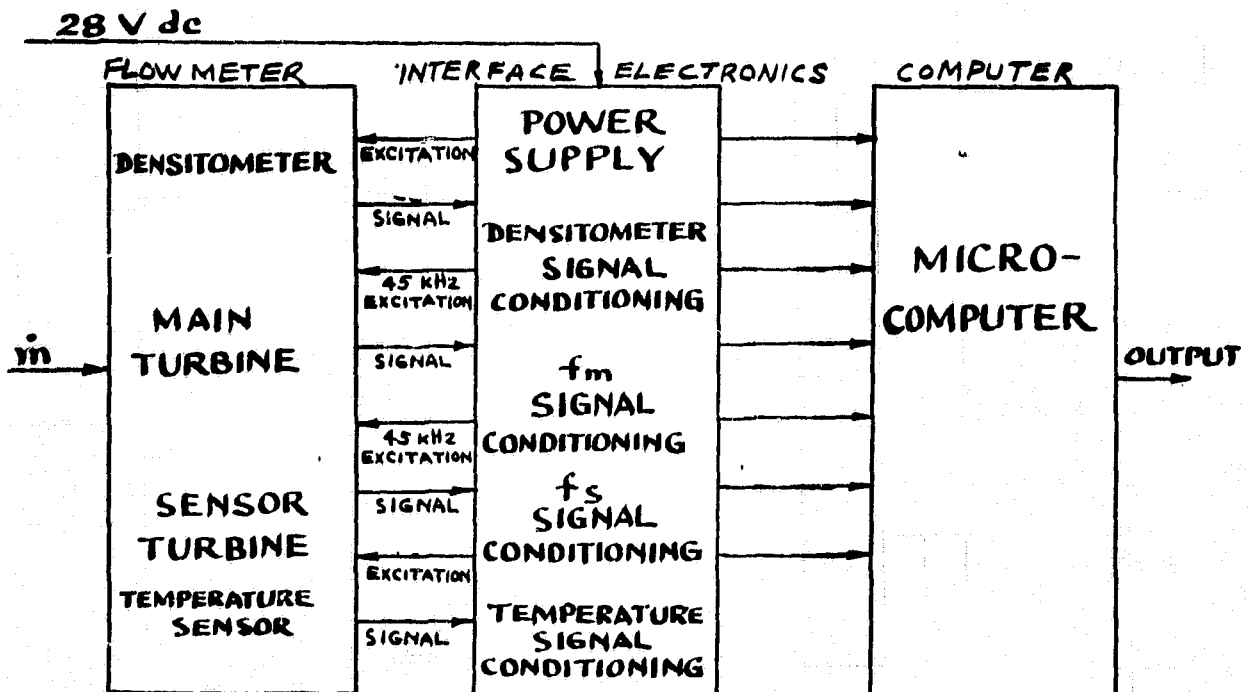 28 V dc
FLOW METER
INTERFACE ELECTRONICS
COMPUTER
DENSITOMETER
MAIN
TURBINE
SENSOR
TURBINE
TEMPERATURE
SENSOR
ṁ
EXCITATION
SIGNAL
45 kHz
EXCITATION
SIGNAL
45 kHz
EXCITATION
SIGNAL
EXCITATION
SIGNAL
POWER
SUPPLY
DENSITOMETER
SIGNAL
CONDITIONING
fm
SIGNAL
CONDITIONING
fs
SIGNAL
CONDITIONING
TEMPERATURE
SIGNAL
CONDITIONING
MICRO-
COMPUTER
OUTPUT